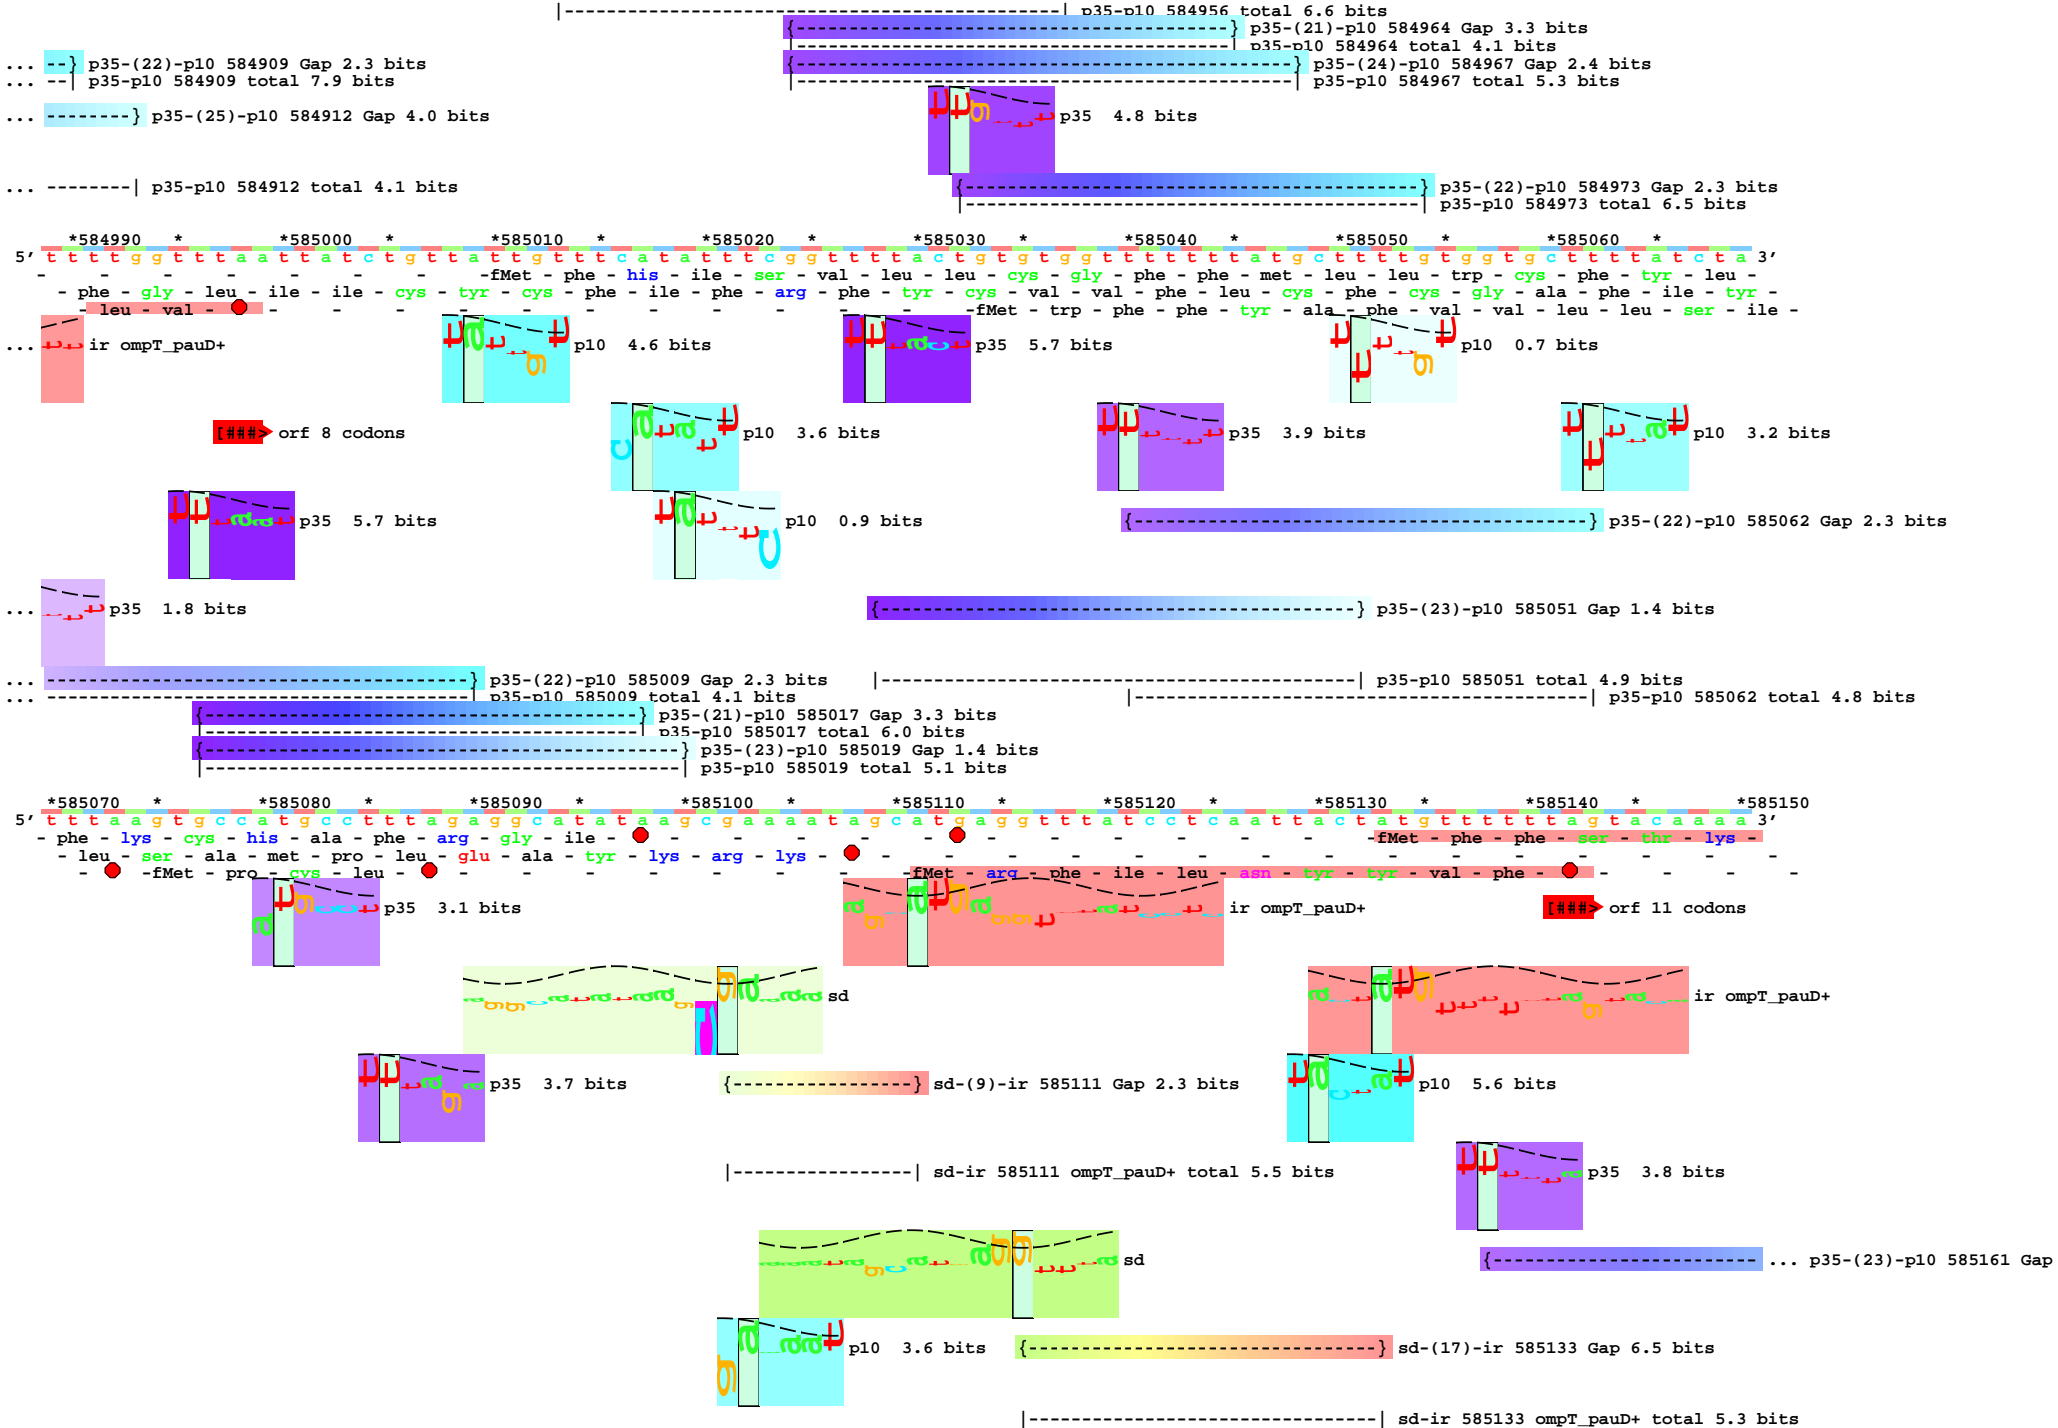 |----------------------------------------| p35-p10 584956 total 6.6 bits
{-----------------------------------} p35-(21)-p10 584964 Gap 3.3 bits
|-----------------------------------| p35-p10 584964 total 4.1 bits
... --} p35-(22)-p10 584909 Gap 2.3 bits {----------------------------------------} p35-(24)-p10 584967 Gap 2.4 bits
... --| p35-p10 584909 total 7.9 bits |----------------------------------------| p35-p10 584967 total 5.3 bits
... --------} p35-(25)-p10 584912 Gap 4.0 bits t t g t t t p35 4.8 bits
... --------| p35-p10 584912 total 4.1 bits {------------------------------------} p35-(22)-p10 584973 Gap 2.3 bits
|------------------------------------| p35-p10 584973 total 6.5 bits
*584990 * *585000 * *585010 * *585020 * *585030 * *585040 * *585050 * *585060 *
5' t t t t g g t t t a a t t a t c t g t t a t t g t t t c a t a t t t c g g t t t t a c t g t g t g g t t t t t t t a t g c t t t t g t g g t g c t t t t a t c t a 3'
- - - - - - -fMet - phe - his - ile - ser - val - leu - leu - cys - gly - phe - phe - met - leu - leu - trp - cys - phe - tyr - leu -
- phe - gly - leu - ile - ile - cys - tyr - cys - phe - ile - phe - arg - phe - tyr - cys - val - val - phe - leu - cys - phe - cys - gly - ala - phe - ile - tyr -
- leu - val - - - - - - - - - - - -fMet - trp - phe - phe - tyr - ala - phe - val - val - leu - leu - ser - ile -
... t t ir ompT_pauD+ t a t t g t p10 4.6 bits t t t a c t p35 5.7 bits t t t t g t p10 0.7 bits
[###> orf 8 codons c a t a t t p10 3.6 bits t t t t t t p35 3.9 bits t t t t a t p10 3.2 bits
t t t a a t p35 5.7 bits t a t t t c p10 0.9 bits {-------------------------------------} p35-(22)-p10 585062 Gap 2.3 bits
... t t t p35 1.8 bits {--------------------------------------} p35-(23)-p10 585051 Gap 1.4 bits
... ----------------------------------} p35-(22)-p10 585009 Gap 2.3 bits |--------------------------------------| p35-p10 585051 total 4.9 bits
... ----------------------------------| p35-p10 585009 total 4.1 bits |-------------------------------------| p35-p10 585062 total 4.8 bits
{-----------------------------------} p35-(21)-p10 585017 Gap 3.3 bits
|-----------------------------------| p35-p10 585017 total 6.0 bits
{--------------------------------------} p35-(23)-p10 585019 Gap 1.4 bits
|--------------------------------------| p35-p10 585019 total 5.1 bits
*585070 * *585080 * *585090 * *585100 * *585110 * *585120 * *585130 * *585140 * *585150
5' t t t a a g t g c c a t g c c t t t a g a g g c a t a t a a g c g a a a a t a g c a t g a g g t t t a t c c t c a a t t a c t a t g t t t t t t a g t a c a a a a 3'
- phe - lys - cys - his - ala - phe - arg - gly - ile - - - - - - - - - - - - -fMet - phe - phe - ser - thr - lys -
- leu - ser - ala - met - pro - leu - glu - ala - tyr - lys - arg - lys - - - - - - - - - - - - - - -
- -fMet - pro - cys - leu - - - - - - - - -fMet - arg - phe - ile - leu - asn - tyr - tyr - val - phe - - - - -
a t g c c t p35 3.1 bits a g c a t g a g g t t t a t c c t c ir ompT_pauD+ [###> orf 11 codons
a g g c a t a t a a g c g a a a a sd a c t a t g t t t t t t a g t a c a ir ompT_pauD+
t t t a g a p35 3.7 bits {---------------} sd-(9)-ir 585111 Gap 2.3 bits t a c t a t p10 5.6 bits
|---------------| sd-ir 585111 ompT_pauD+ total 5.5 bits t t t t t a p35 3.8 bits
a a a a t a g c a t g a g g t t t a sd {---------------------- ... p35-(23)-p10 585161 Gap
g a a a a t p10 3.6 bits {-----------------------------} sd-(17)-ir 585133 Gap 6.5 bits
|----------------------------| sd-ir 585133 ompT_pauD+ total 5.3 bits